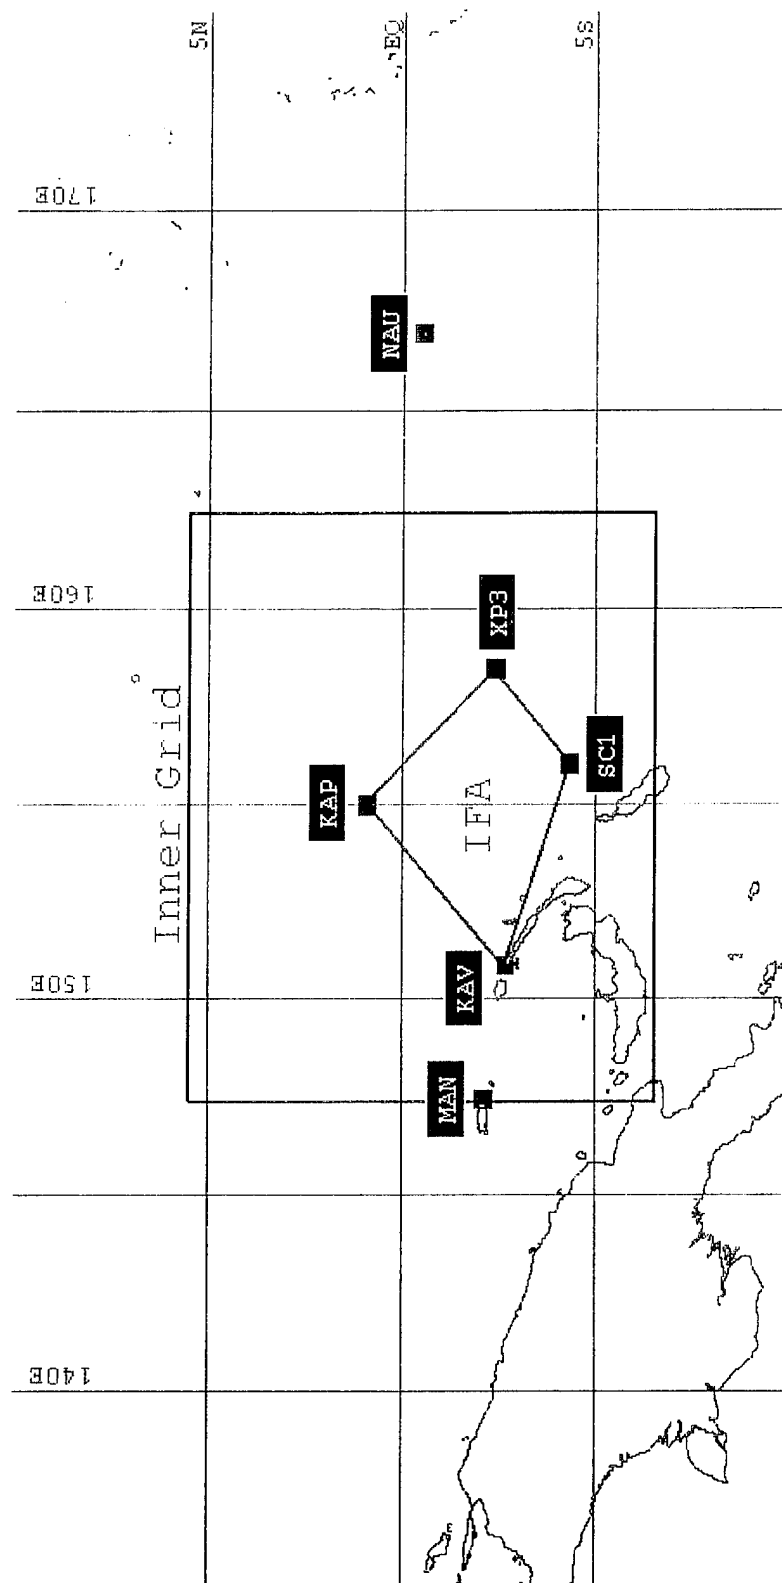 5N
EQ
5S
170E
NAU
160E
XP3
Inner Grid
KAP
IFA
SC1
150E
KAV
MAN
140E